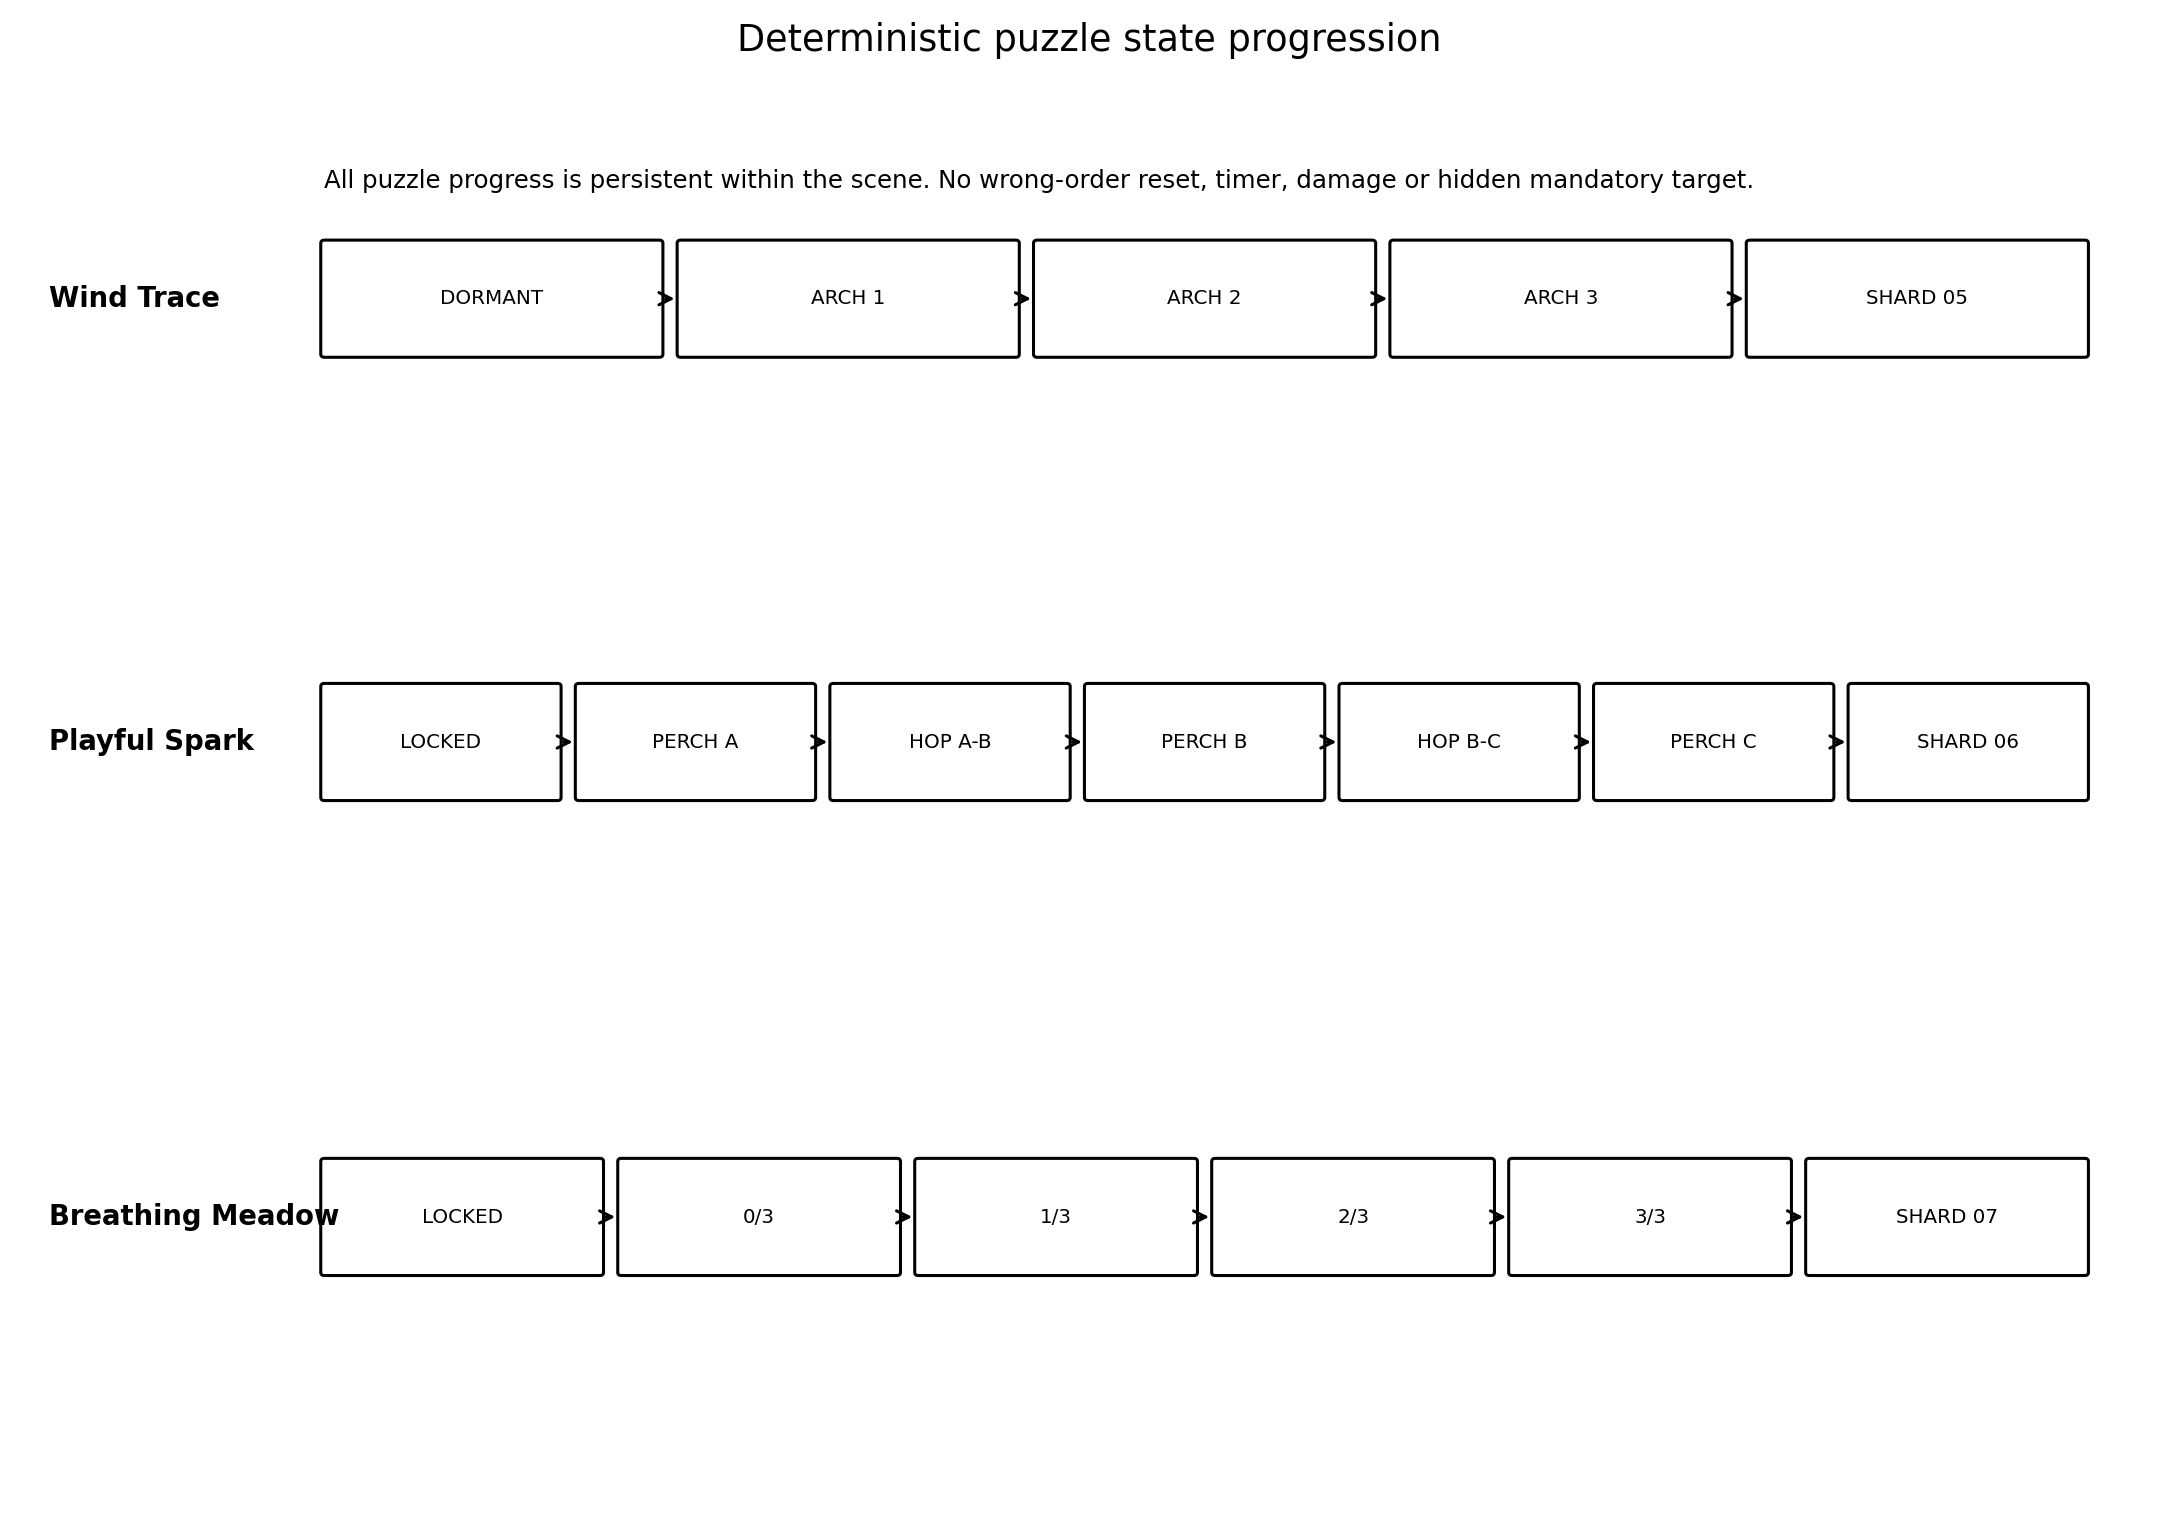 Deterministic puzzle state progression
All puzzle progress is persistent within the scene. No wrong-order reset, timer, damage or hidden mandatory target.
Wind Trace DORMANT ARCH 1 ARCH 2 ARCH 3 SHARD 05
Playful Spark LOCKED PERCH A HOP A-B PERCH B HOP B-C PERCH C SHARD 06
Breathing Meadow LOCKED 0/3 1/3 2/3 3/3 SHARD 07